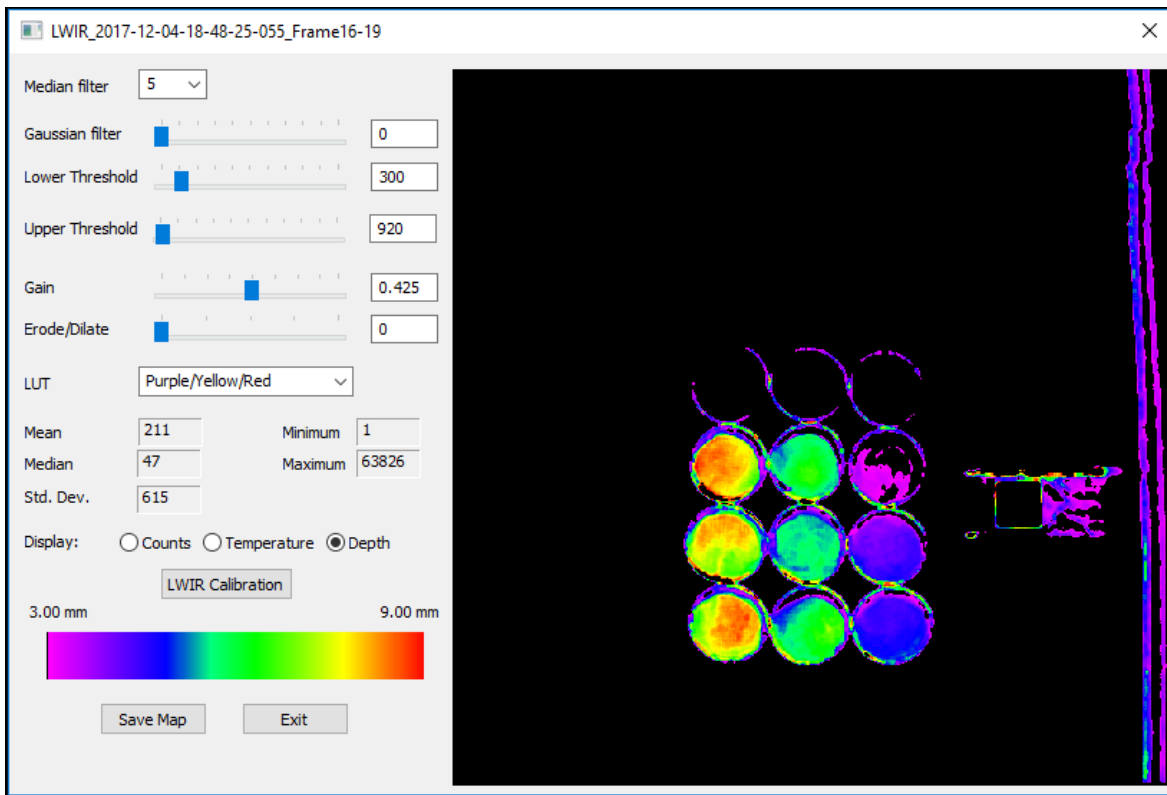 LWIR_2017-12-04-18-48-25-055_Frame16-19
Median filter 5
Gaussian filter 0
Lower Threshold 300
Upper Threshold 920
Gain 0.425
Erode/Dilate 0
LUT Purple/Yellow/Red
Mean 211 Minimum 1
Median 47 Maximum 63826
Std. Dev. 615
Display: Counts Temperature Depth
LWIR Calibration
3.00 mm 9.00 mm
Save Map Exit